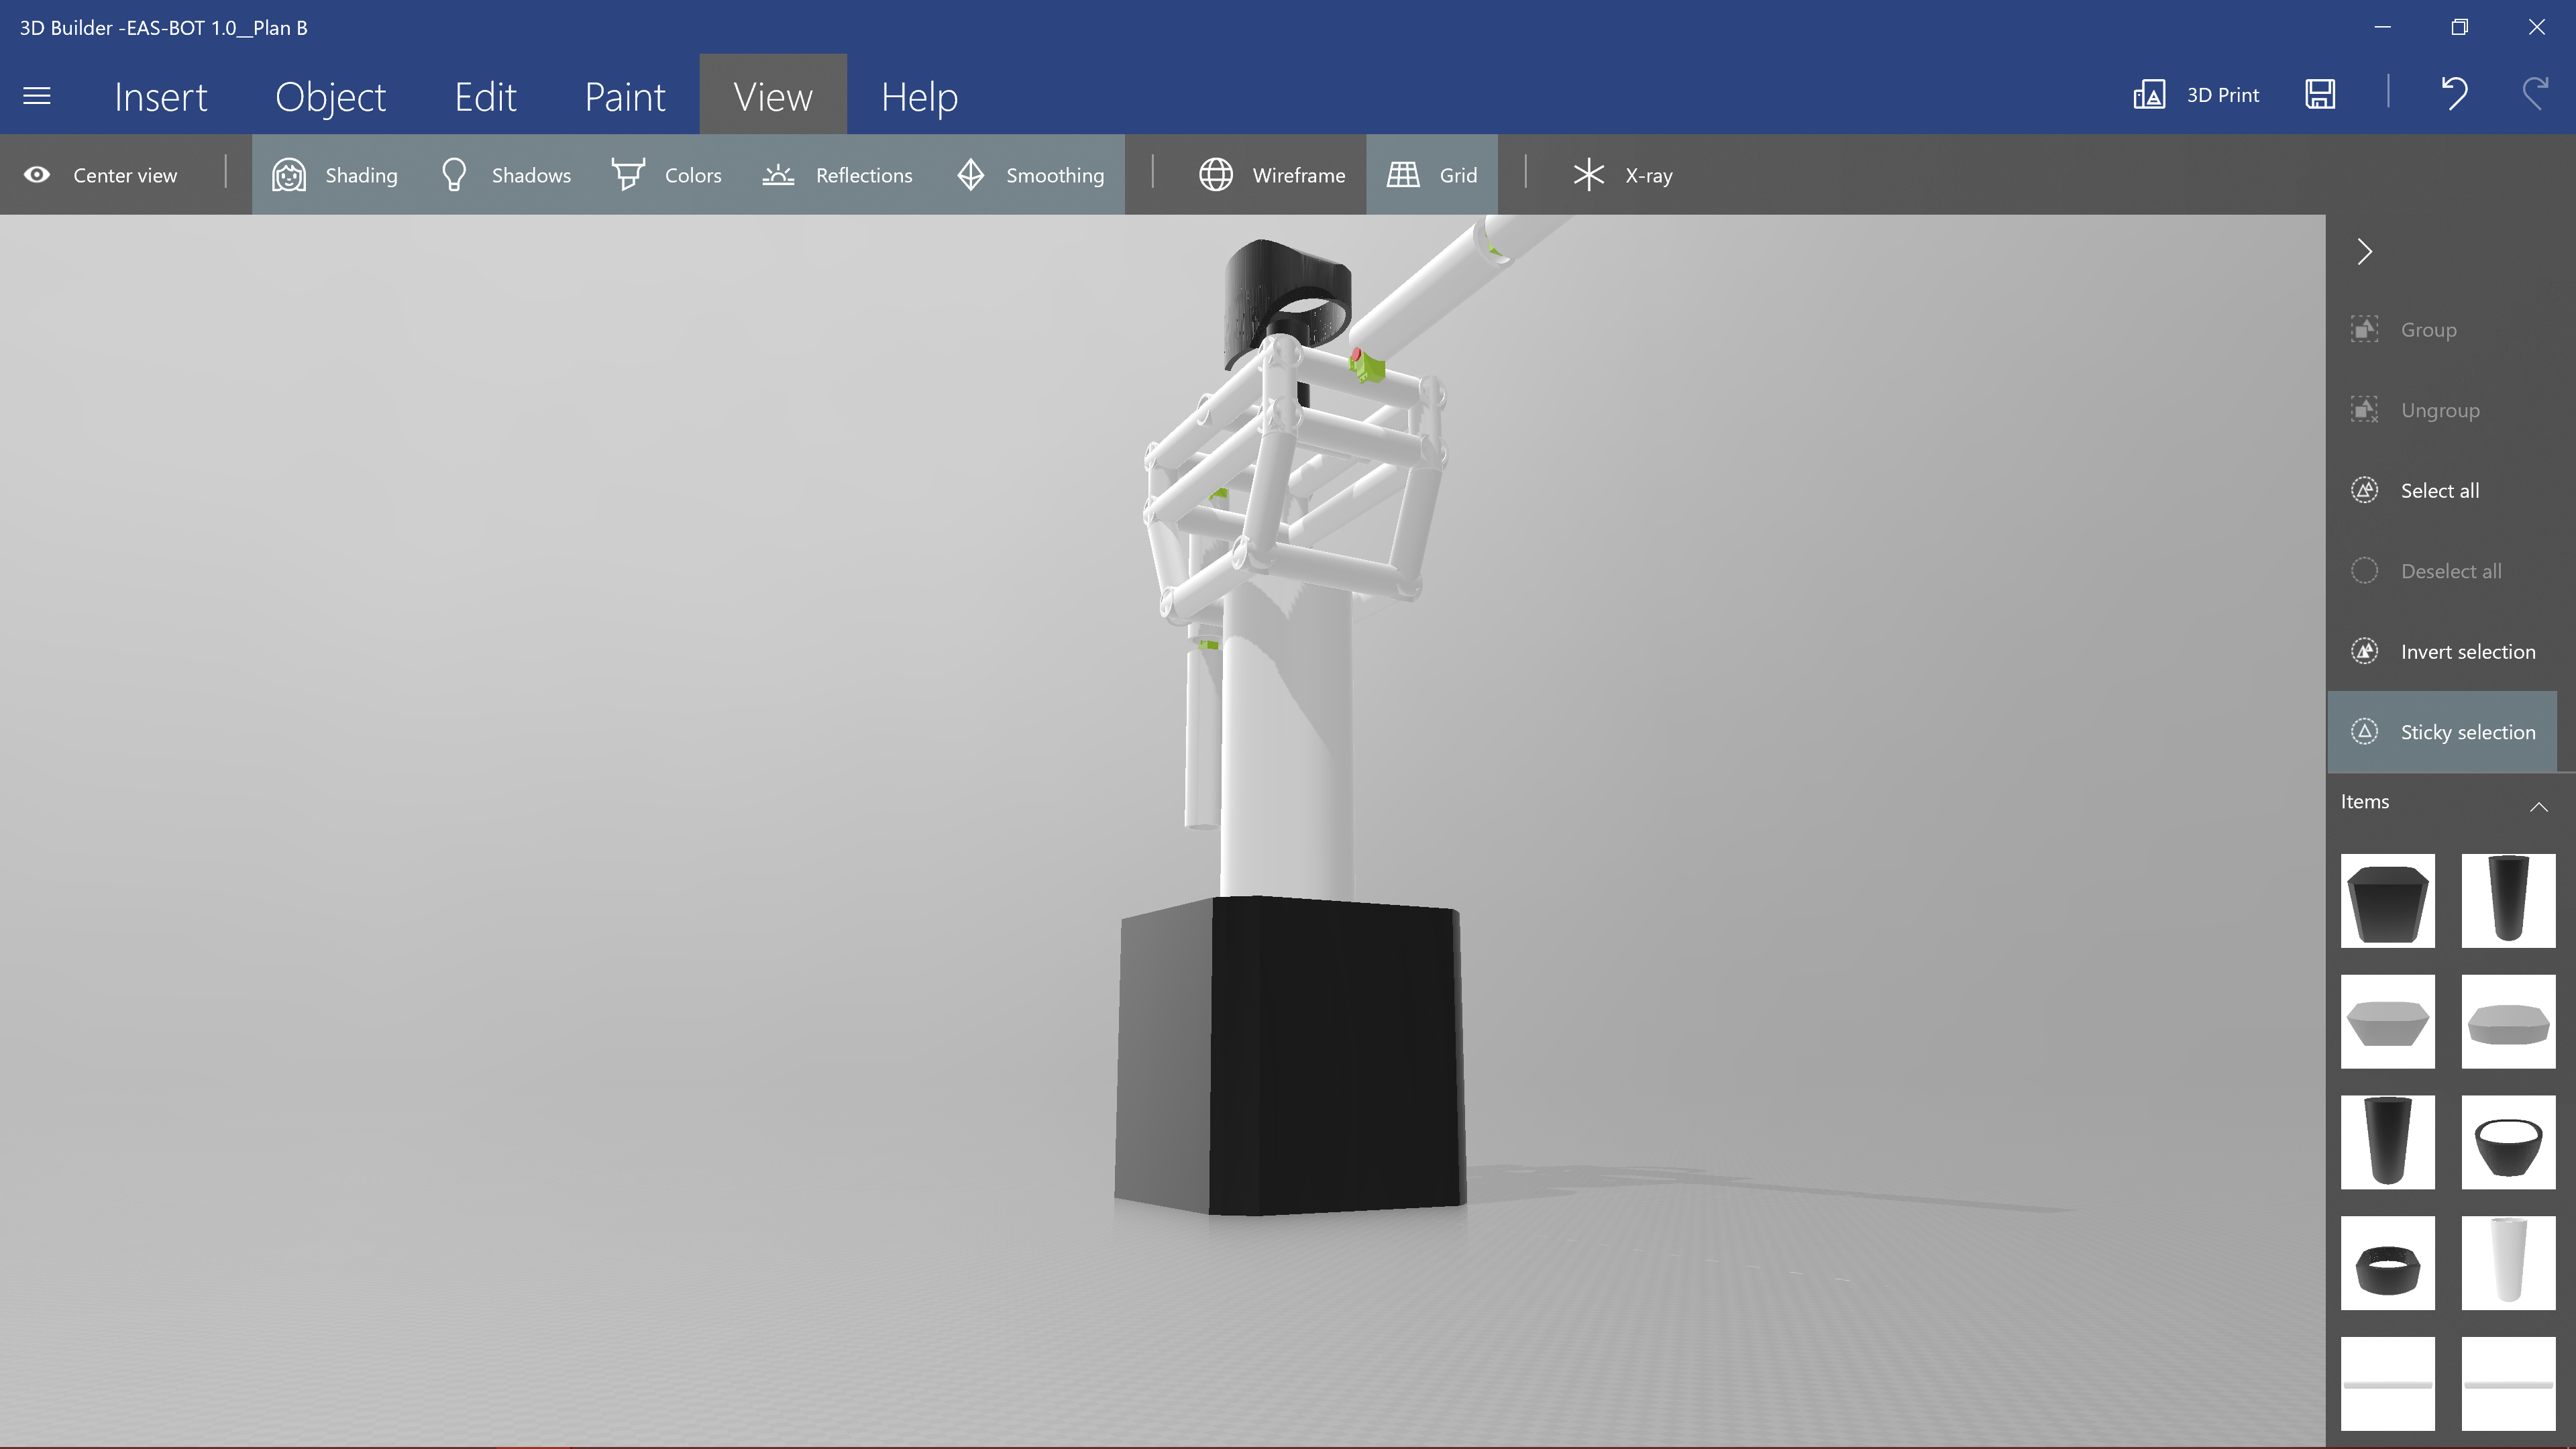 3D Builder -EAS-BOT 1.0__Plan B
Insert Object Edit Paint View Help 3D Print
Center view Shading Shadows Colors Reflections Smoothing Wireframe Grid X-ray
Group
Ungroup
Select all
Deselect all
Invert selection
Sticky selection
Items